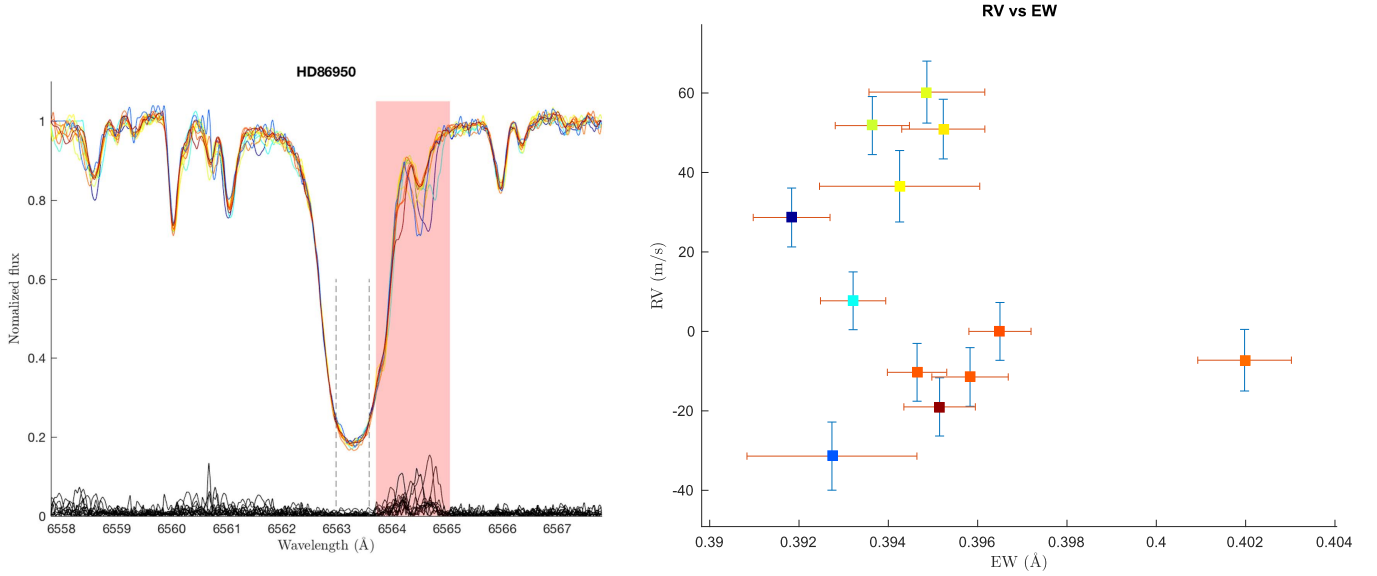 HD86950
Nomalized flux
1
0.8
0.6
0.4
0.2
0
6558 6559 6560 6561 6562 6563 6564 6565 6566 6567
Wavelength (Å)
RV vs EW
RV (m/s)
60
40
20
0
-20
-40
0.39 0.392 0.394 0.396 0.398 0.4 0.402 0.404
EW (Å)